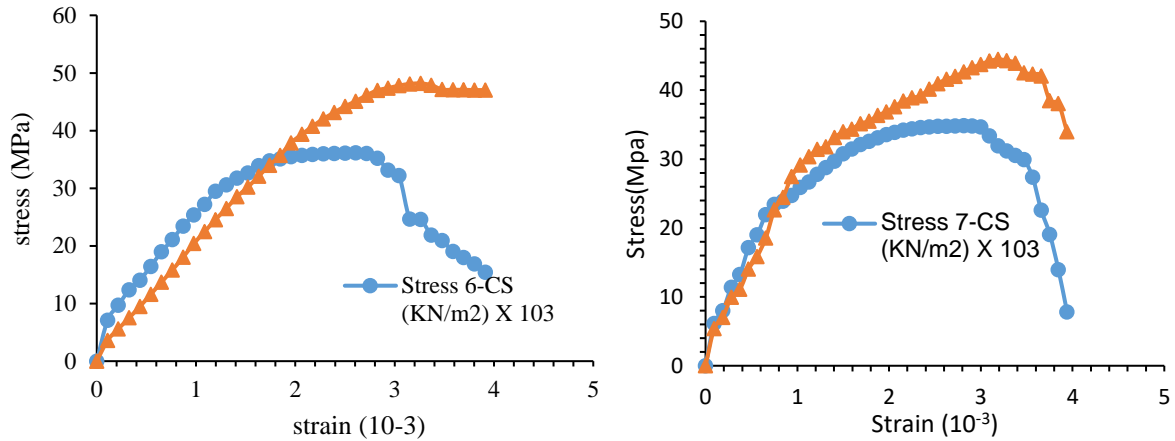 60
50
40
30
20
10
0
stress (MPa)
Stress 6-CS
(KN/m2) X 103
0 1 2 3 4 5
strain (10-3)
50
40
30
20
10
0
Stress(Mpa)
Stress 7-CS
(KN/m2) X 103
0 1 2 3 4 5
Strain (10-3)